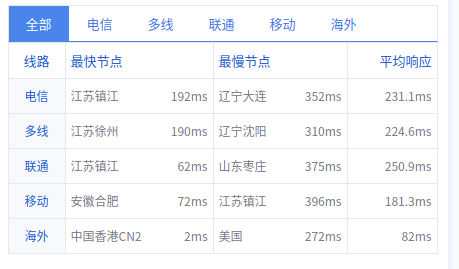 全部 电信 多线 联通 移动 海外
线路 最快节点 最慢节点 平均响应
电信 江苏镇江 192ms 辽宁大连 352ms 231.1ms
多线 江苏徐州 190ms 辽宁沈阳 310ms 224.6ms
联通 江苏镇江 62ms 山东枣庄 375ms 250.9ms
移动 安徽合肥 72ms 江苏镇江 396ms 181.3ms
海外 中国香港CN2 2ms 美国 272ms 82ms